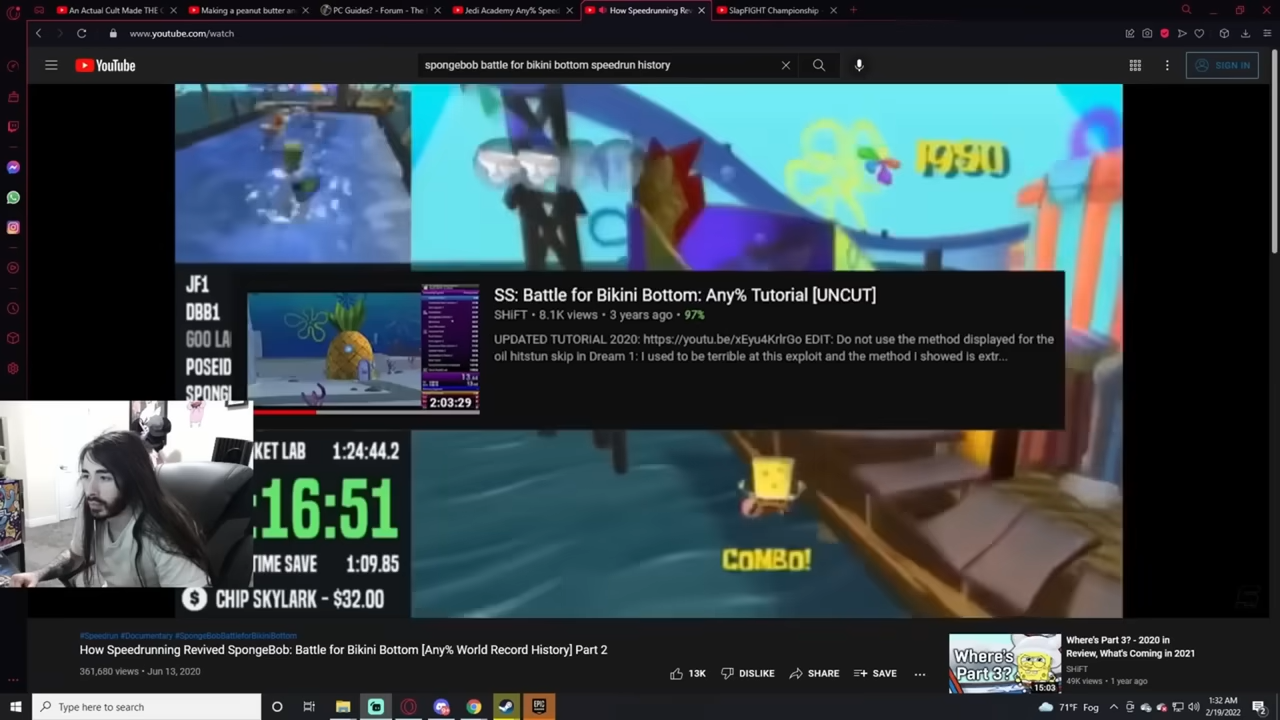 An Actual Cult Made THE
Making a peanut butter an
PC Guides? - Forum - The
Jedi Academy Any% Speed
How Speedrunning Rev
SlapFIGHT Championship
www.youtube.com/watch
YouTube
spongebob battle for bikini bottom speedrun history
SIGN IN
1990
JF1
DBB1
GOO LA
POSEID
SPONGE
SS: Battle for Bikini Bottom: Any% Tutorial [UNCUT]
SHiFT • 8.1K views • 3 years ago • 97%
UPDATED TUTORIAL 2020: https://youtu.be/xEyu4KrlrGo EDIT: Do not use the method displayed for the
oil hitstun skip in Dream 1: I used to be terrible at this exploit and the method I showed is extr...
2:03:29
KET LAB 1:24:44.2
:16:51
TIME SAVE 1:09.85
$ CHIP SKYLARK - $32.00
COMBO!
#Speedrun #Documentary #SpongeBobBattleforBikiniBottom
How Speedrunning Revived SpongeBob: Battle for Bikini Bottom [Any% World Record History] Part 2
361,680 views • Jun 13, 2020
13K
DISLIKE
SHARE
SAVE
Where's
Part 3?
15:03
Where's Part 3? - 2020 in
Review, What's Coming in 2021
SHiFT
49K views • 1 year ago
Type here to search
71°F Fog
1:32 AM
2/19/2022
2